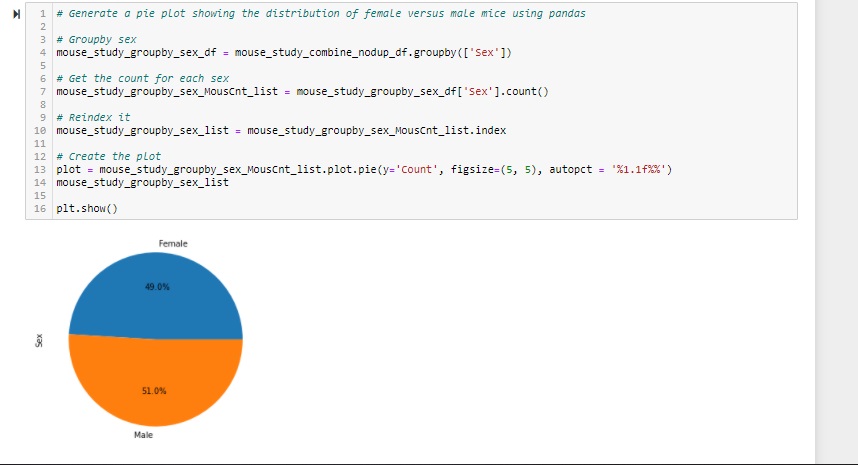 1 # Generate a pie plot showing the distribution of female versus male mice using pandas
2
3 # Groupby sex
4 mouse_study_groupby_sex_df = mouse_study_combine_nodup_df.groupby(['Sex'])
5
6 # Get the count for each sex
7 mouse_study_groupby_sex_MousCnt_list = mouse_study_groupby_sex_df['Sex'].count()
8
9 # Reindex it
10 mouse_study_groupby_sex_list = mouse_study_groupby_sex_MousCnt_list.index
11
12 # Create the plot
13 plot = mouse_study_groupby_sex_MousCnt_list.plot.pie(y='Count', figsize=(5, 5), autopct = '%1.1f%%')
14 mouse_study_groupby_sex_list
15
16 plt.show()
Female
49.0%
Sex
51.0%
Male